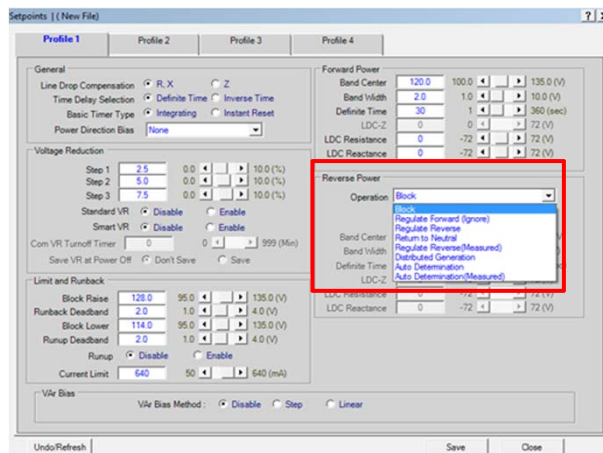 Setpoints | ( New File)
Profile 1 Profile 2 Profile 3 Profile 4
General
Line Drop Compensation R, X Z
Time Delay Selection Definite Time Inverse Time
Basic Timer Type Integrating Instant Reset
Power Direction Bias None
Voltage Reduction
Step 1 2.5 0.0 10.0 (%)
Step 2 5.0 0.0 10.0 (%)
Step 3 7.5 0.0 10.0 (%)
Standard VR Disable Enable
Smart VR Disable Enable
Com VR Turnoff Timer 0 0 999 (Min)
Save VR at Power Off Don't Save Save
Limit and Runback
Block Raise 128.0 95.0 135.0 (V)
Runback Deadband 2.0 1.0 4.0 (V)
Block Lower 114.0 95.0 135.0 (V)
Runup Deadband 2.0 1.0 4.0 (V)
Runup Disable Enable
Current Limit 640 50 640 (mA)
Forward Power
Band Center 120.0 100.0 135.0 (V)
Band Width 2.0 1.0 10.0 (V)
Definite Time 30 1 360 (sec)
LDC-Z 0 0 72 (V)
LDC Resistance 0 -72 72 (V)
LDC Reactance 0 -72 72 (V)
Reverse Power
Operation Block
Block
Regulate Forward (Ignore)
Regulate Reverse
Return to Neutral
Regulate Reverse(Measured)
Distributed Generation
Auto Determination
Auto Determination(Measured)
Band Center
Band Width
Definite Time
LDC-Z
LDC Resistance 0 -72 72 (V)
LDC Reactance 0 -72 72 (V)
VAr Bias
VAr Bias Method : Disable Step Linear
Undo/Refresh Save Close